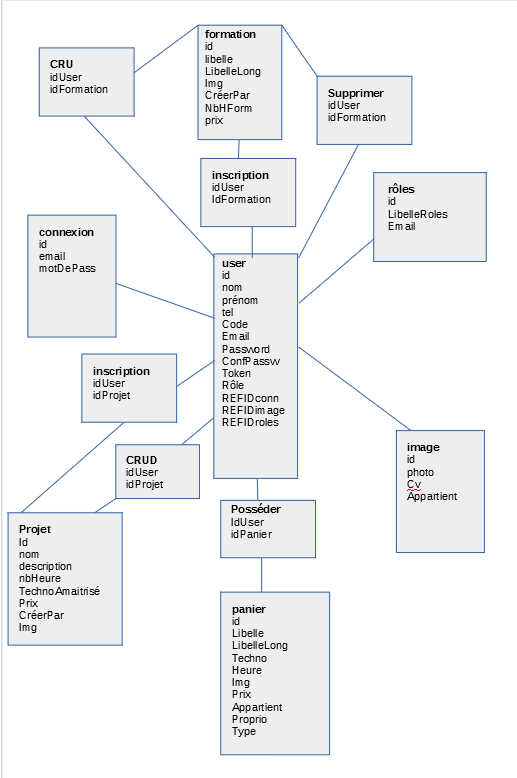 formation
id
libelle
LibelleLong
Img
CréerPar
NbHForm
prix
CRU
idUser
idFormation
Supprimer
idUser
idFormation
inscription
idUser
IdFormation
rôles
id
LibelleRoles
Email
connexion
id
email
motDePass
user
id
nom
prénom
tel
Code
Email
Password
ConfPassw
Token
Rôle
REFIDconn
REFIDimage
REFIDroles
inscription
idUser
idProjet
CRUD
idUser
idProjet
image
id
photo
Cv
Appartient
Posséder
IdUser
idPanier
Projet
Id
nom
description
nbHeure
TechnoAmaitrisé
Prix
CréerPar
Img
panier
id
Libelle
LibelleLong
Techno
Heure
Img
Prix
Appartient
Proprio
Type